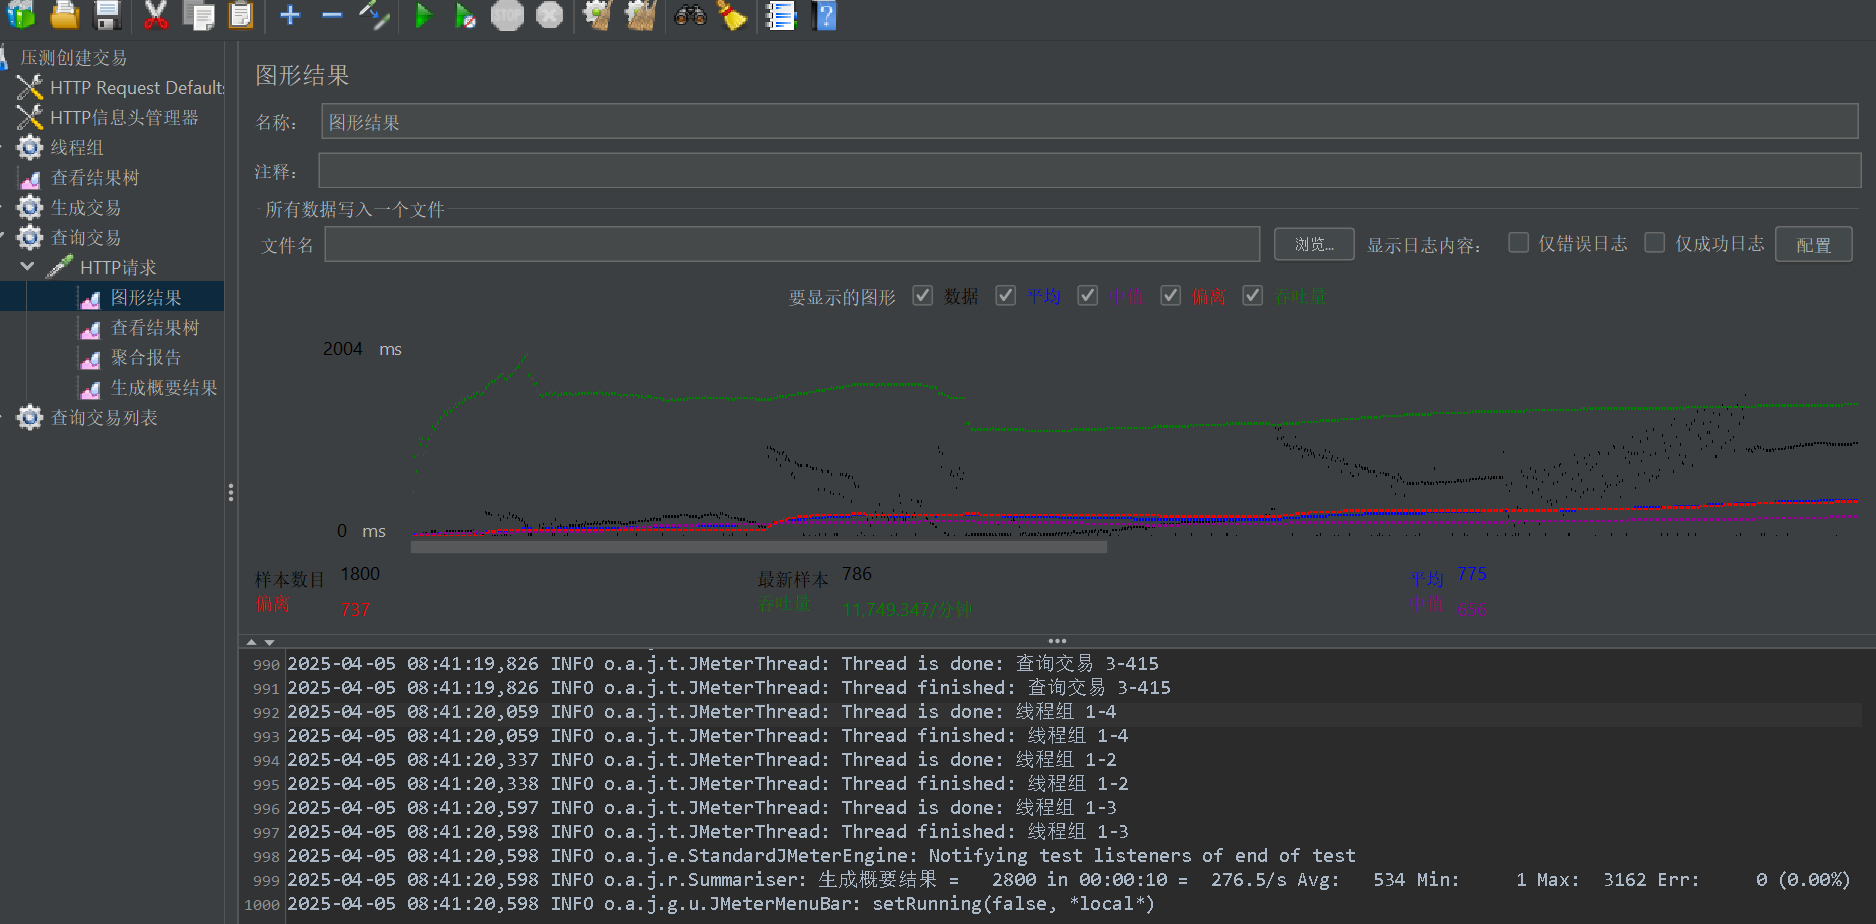 STOP
压测创建交易
HTTP Request Defaults
HTTP信息头管理器
线程组
查看结果树
生成交易
查询交易
HTTP请求
图形结果
查看结果树
聚合报告
生成概要结果
查询交易列表
图形结果
名称： 图形结果
注释：
所有数据写入一个文件
文件名 浏览... 显示日志内容： 仅错误日志 仅成功日志 配置
要显示的图形 数据 平均 中值 偏离 吞吐量
2004 ms
0 ms
样本数目 1800 最新样本 786 平均 775
偏离 737 吞吐量 11,749.347/分钟 中值 696
990 2025-04-05 08:41:19,826 INFO o.a.j.t.JMeterThread: Thread is done: 查询交易 3-415
991 2025-04-05 08:41:19,826 INFO o.a.j.t.JMeterThread: Thread finished: 查询交易 3-415
992 2025-04-05 08:41:20,059 INFO o.a.j.t.JMeterThread: Thread is done: 线程组 1-4
993 2025-04-05 08:41:20,059 INFO o.a.j.t.JMeterThread: Thread finished: 线程组 1-4
994 2025-04-05 08:41:20,337 INFO o.a.j.t.JMeterThread: Thread is done: 线程组 1-2
995 2025-04-05 08:41:20,338 INFO o.a.j.t.JMeterThread: Thread finished: 线程组 1-2
996 2025-04-05 08:41:20,597 INFO o.a.j.t.JMeterThread: Thread is done: 线程组 1-3
997 2025-04-05 08:41:20,598 INFO o.a.j.t.JMeterThread: Thread finished: 线程组 1-3
998 2025-04-05 08:41:20,598 INFO o.a.j.e.StandardJMeterEngine: Notifying test listeners of end of test
999 2025-04-05 08:41:20,598 INFO o.a.j.r.Summariser: 生成概要结果 = 2800 in 00:00:10 = 276.5/s Avg: 534 Min: 1 Max: 3162 Err: 0 (0.00%)
1000 2025-04-05 08:41:20,598 INFO o.a.j.g.u.JMeterMenuBar: setRunning(false, *local*)